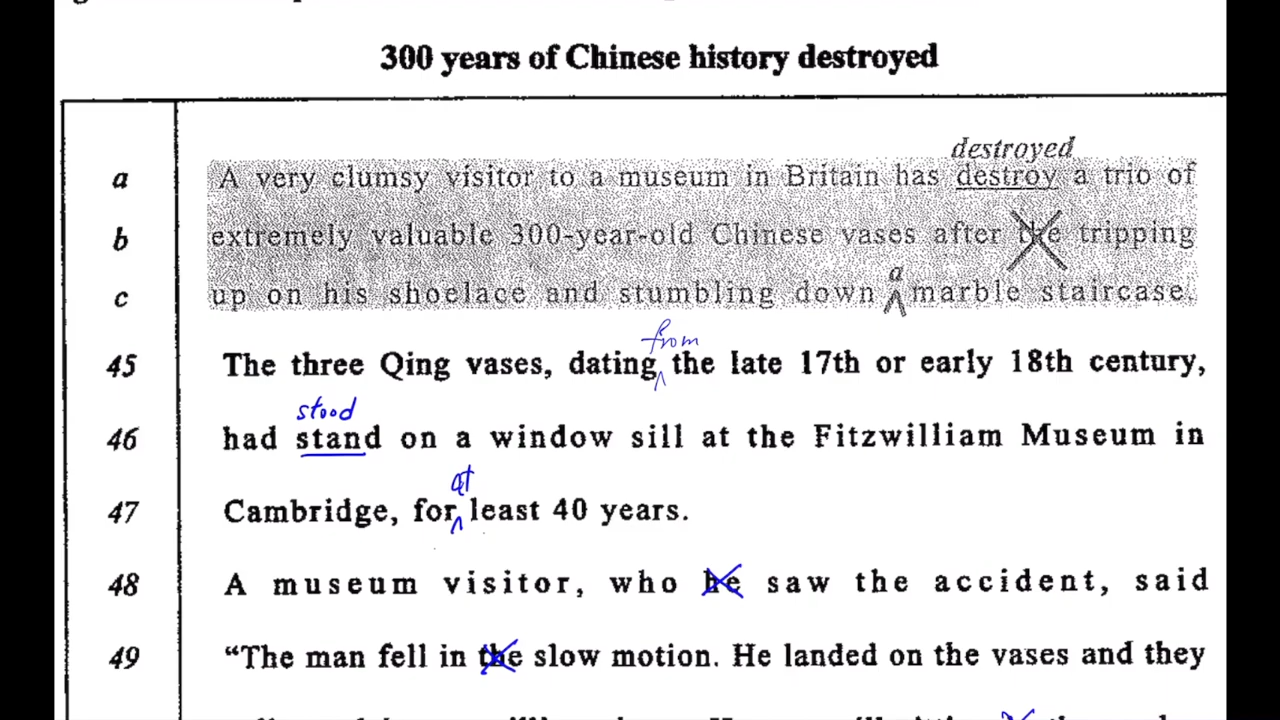 300 years of Chinese history destroyed
destroyed
a A very clumsy visitor to a museum in Britain has destroy a trio of
b extremely valuable 300-year-old Chinese vases after the tripping
a
c up on his shoelace and stumbling down marble staircase.
from
45 The three Qing vases, dating the late 17th or early 18th century,
stood
46 had stand on a window sill at the Fitzwilliam Museum in
at
47 Cambridge, for least 40 years.
48 A museum visitor, who he saw the accident, said
49 “The man fell in the slow motion. He landed on the vases and they